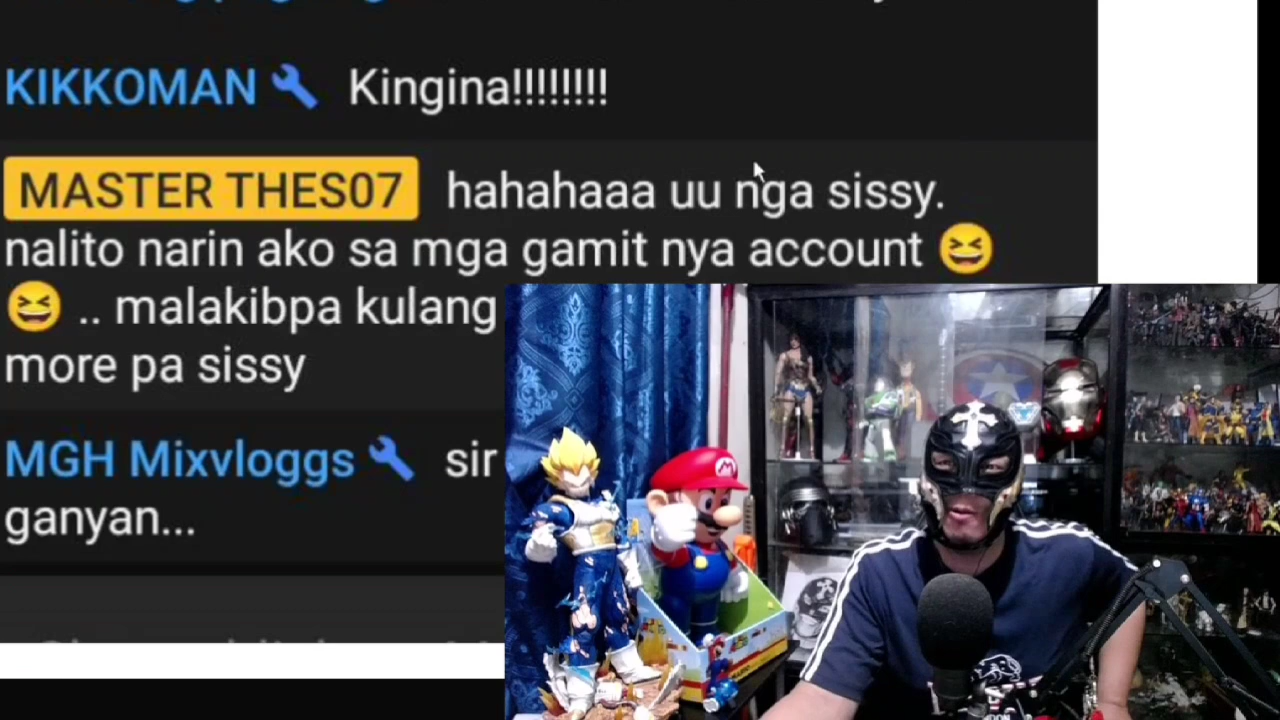 KIKKOMAN Kingina!!!!!!!!
MASTER THES07 hahahaaa uu nga sissy.
nalito narin ako sa mga gamit nya account 😆
😆 .. malakibpa kulang
more pa sissy
MGH Mixvloggs sir
ganyan...